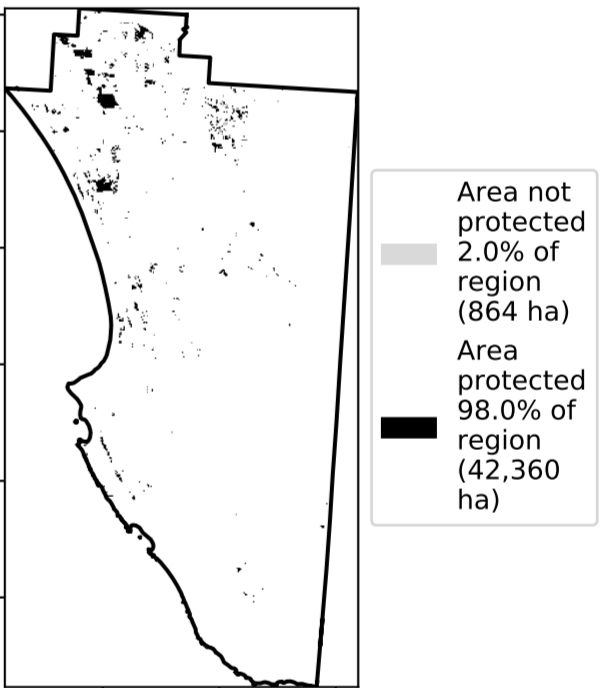 Area not
protected
2.0% of
region
(864 ha)
Area
protected
98.0% of
region
(42,360
ha)